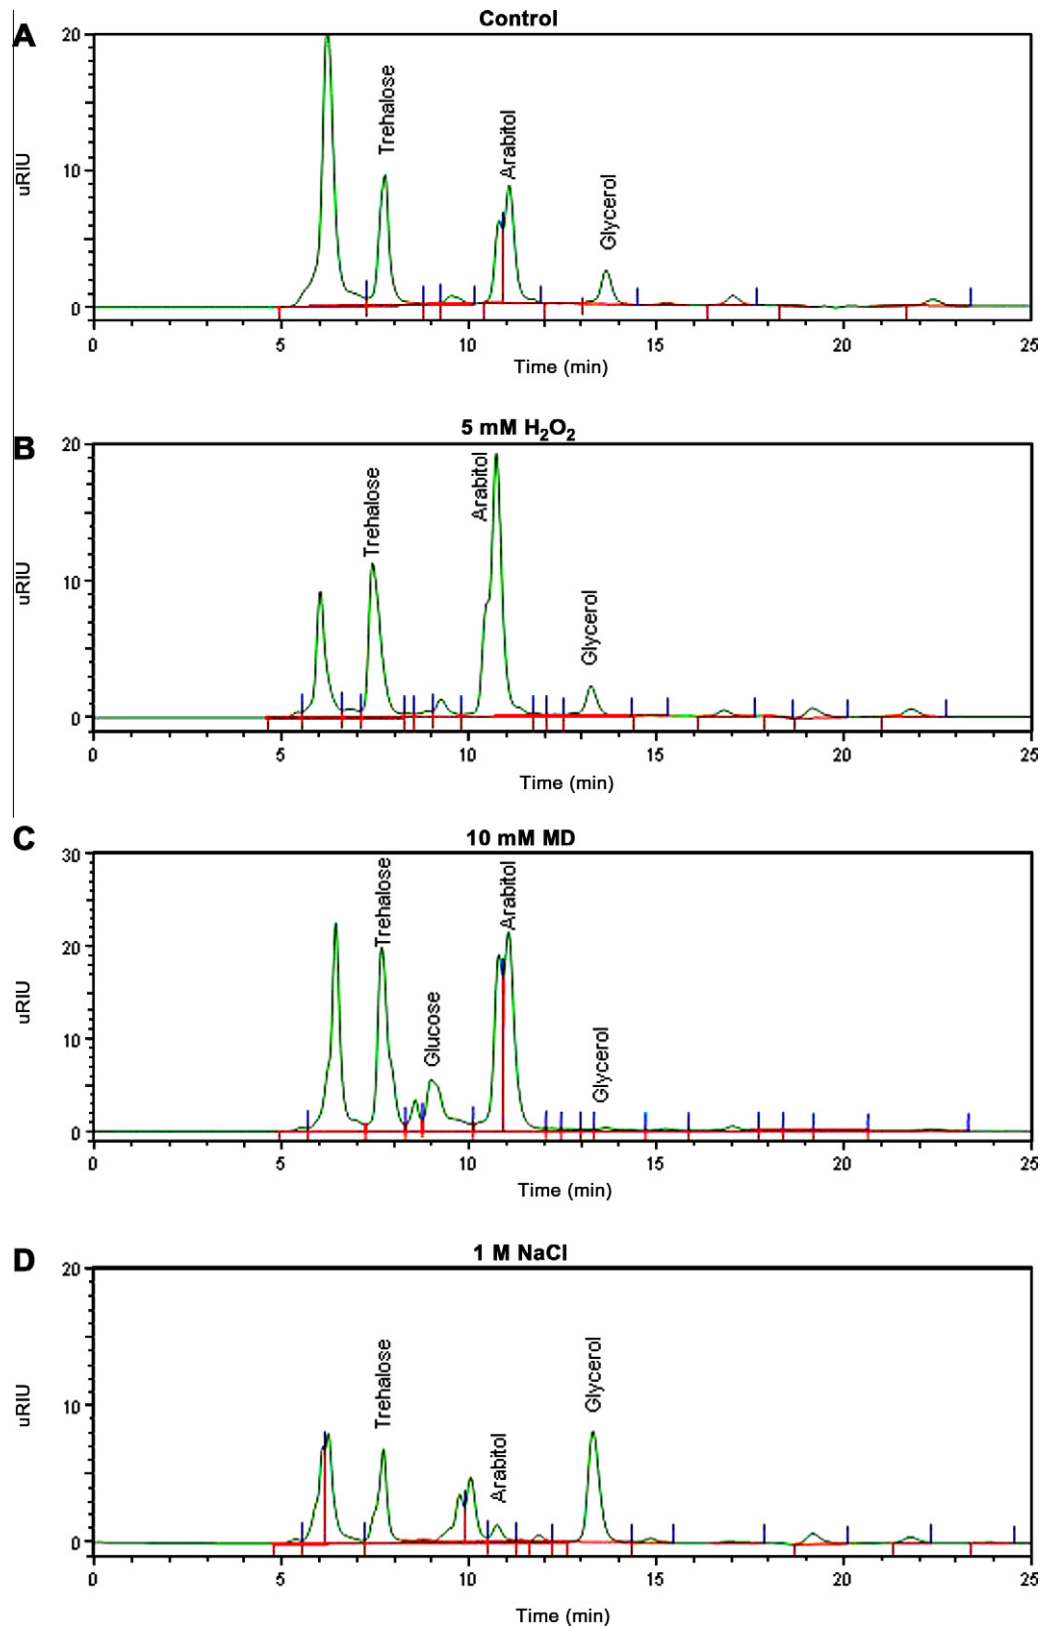 A
Control
20
10
0
uRIU
Trehalose
Arabitol
Glycerol
0 5 10 15 20 25
Time (min)
B
5 mM H₂O₂
20
10
0
uRIU
Trehalose
Arabitol
Glycerol
0 5 10 15 20 25
Time (min)
C
10 mM MD
30
20
10
0
uRIU
Trehalose
Glucose
Arabitol
Glycerol
0 5 10 15 20 25
Time (min)
D
1 M NaCl
20
10
0
uRIU
Trehalose
Arabitol
Glycerol
0 5 10 15 20 25
Time (min)